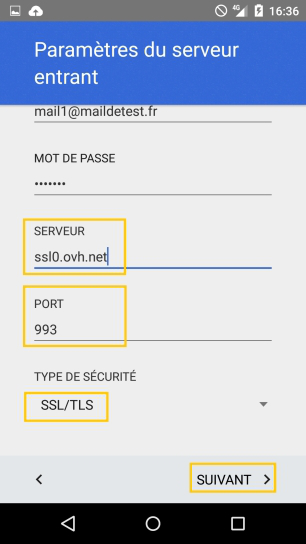 16:36
Paramètres du serveur
entrant
mail1@maildetest.fr
MOT DE PASSE
•••••••
SERVEUR
ssl0.ovh.net
PORT
993
TYPE DE SÉCURITÉ
SSL/TLS
SUIVANT